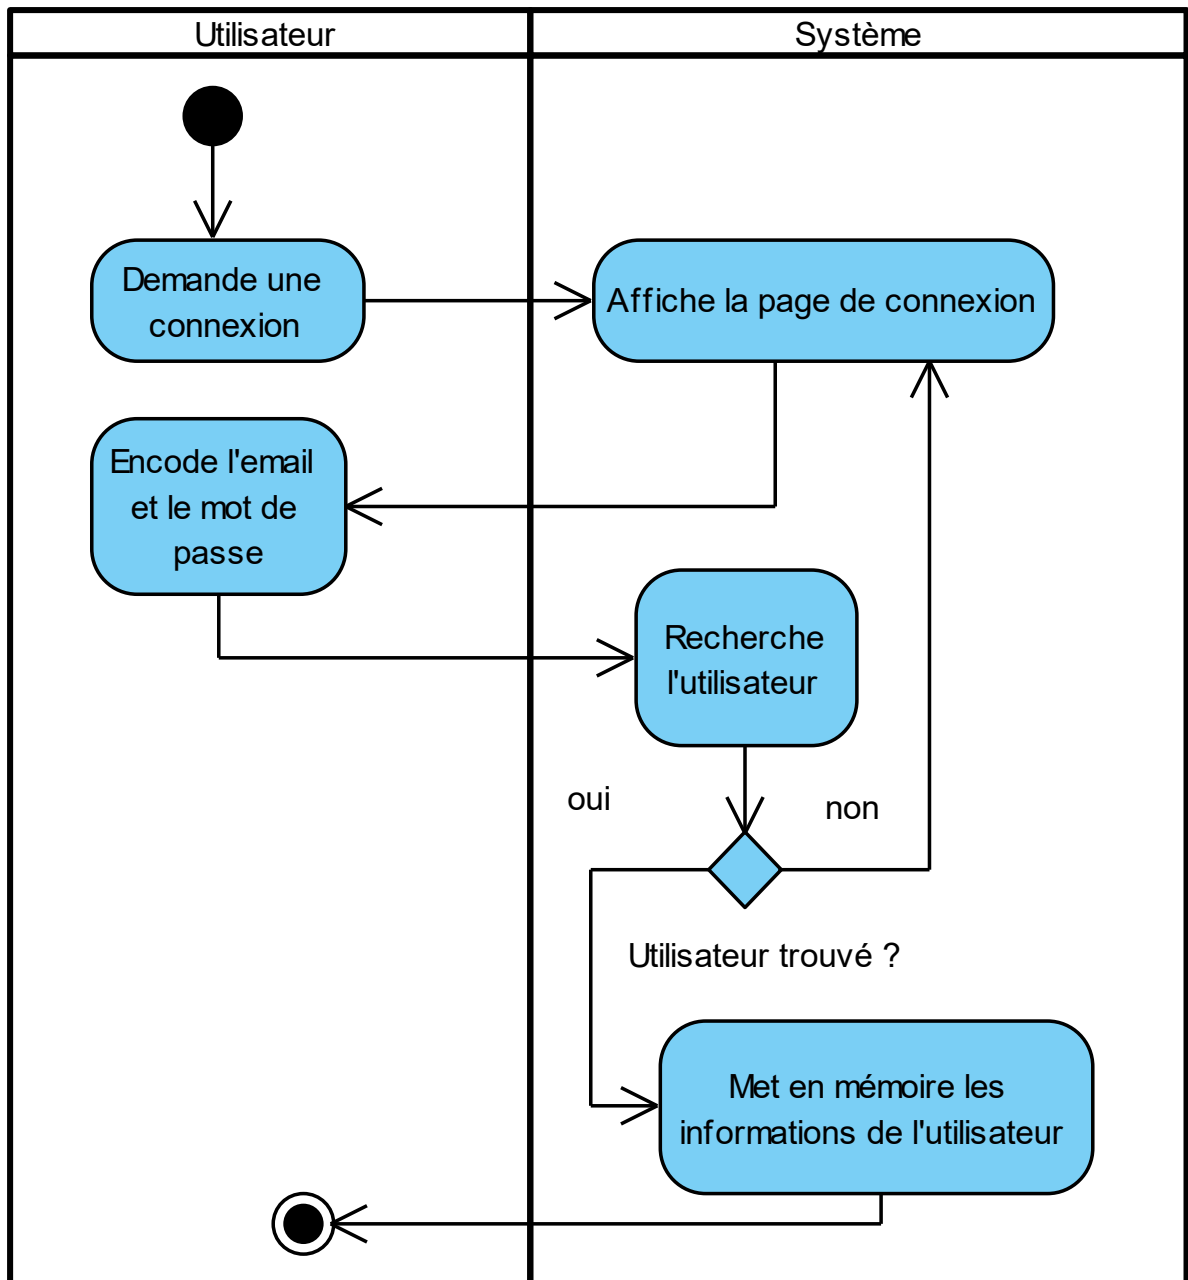 Utilisateur
Système
Demande une
connexion
Affiche la page de connexion
Encode l'email
et le mot de
passe
Recherche
l'utilisateur
oui
non
Utilisateur trouvé ?
Met en mémoire les
informations de l'utilisateur